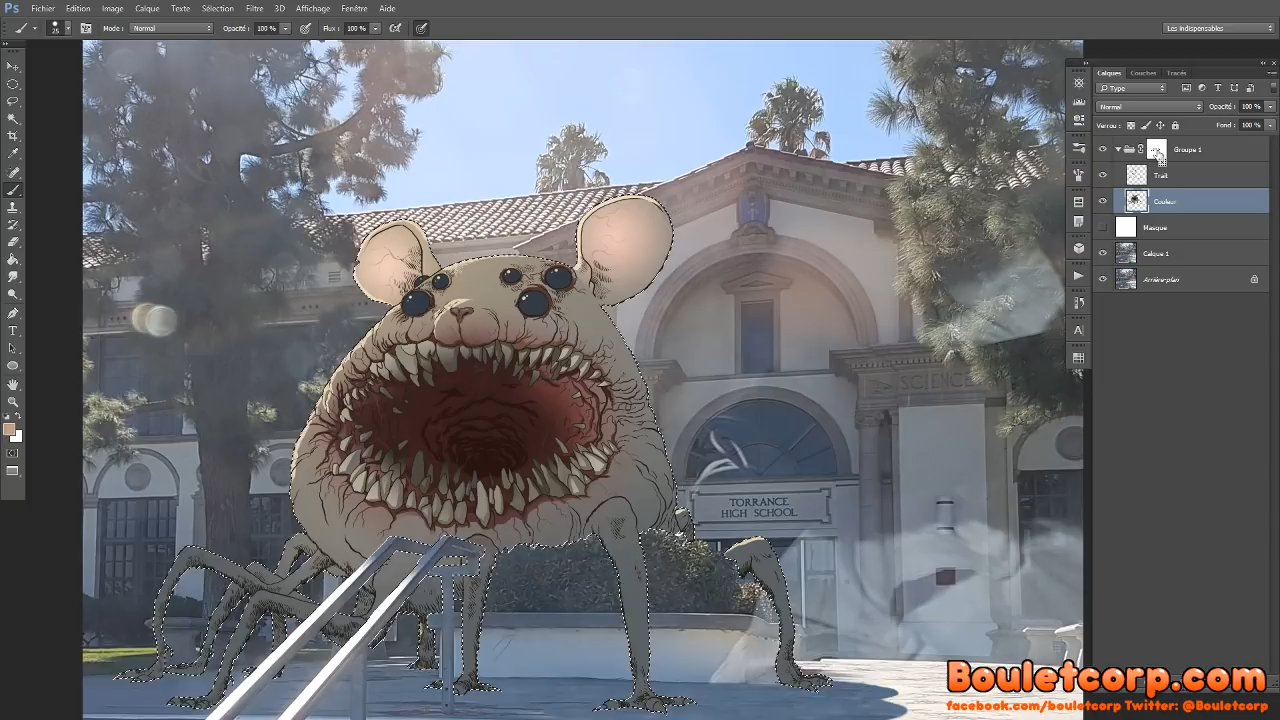 Ps Fichier Edition Image Calque Texte Sélection Filtre 3D Affichage Fenêtre Aide
25 Mode : Normal Opacité : 100 % Flux : 100 % Les indispensables
Calques Couches Tracés
Type
Normal Opacité : 100 %
Verrou : Fond : 100 %
Groupe 1
Trait
Couleur
Masque
Calque 1
Arrière-plan
SCIENCE
TORRANCE
HIGH SCHOOL
Bouletcorp.com
facebook.com/bouletcorp Twitter: @Bouletcorp